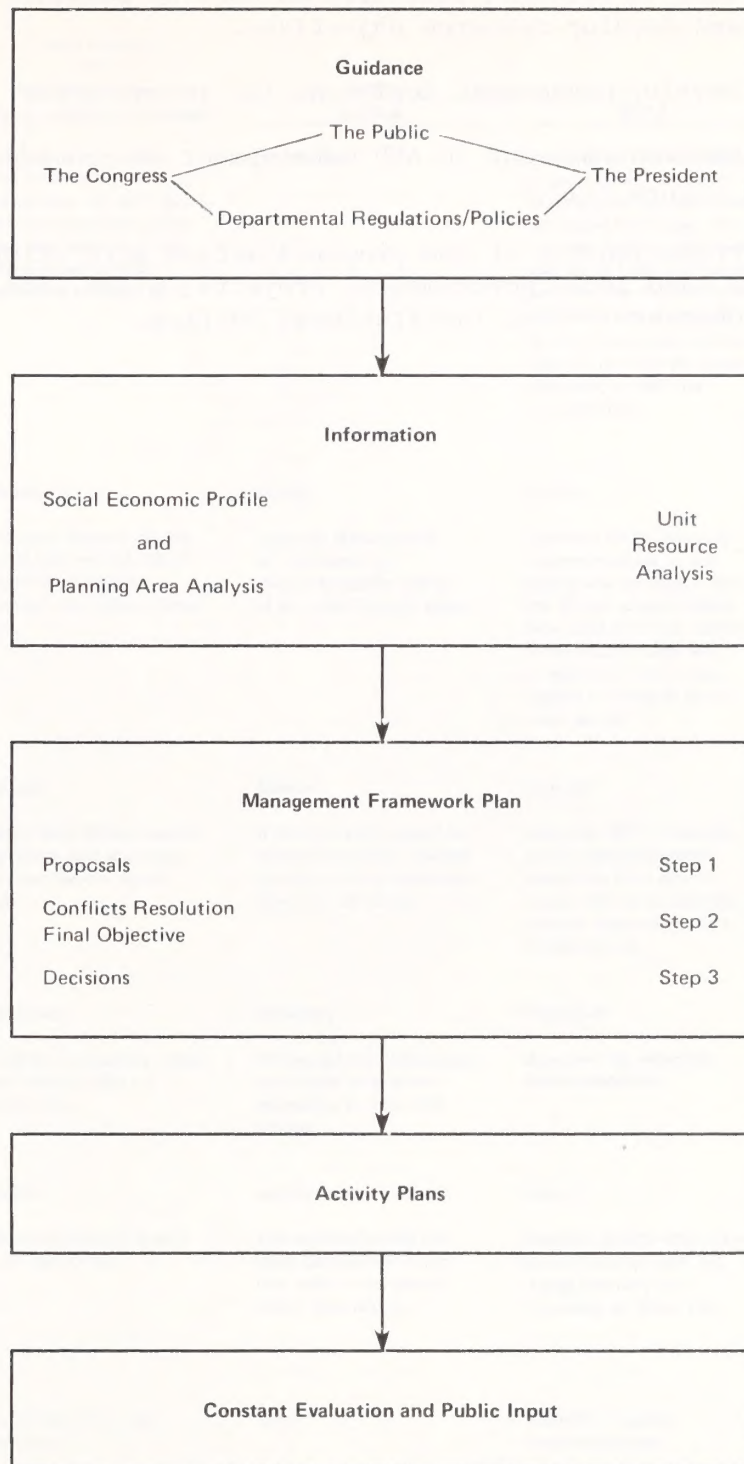 Guidance
The Public
The Congress
The President
Departmental Regulations/Policies
Information
Social Economic Profile
and
Planning Area Analysis
Unit
Resource
Analysis
Management Framework Plan
Proposals Step 1
Conflicts Resolution
Final Objective
Step 2
Decisions Step 3
Activity Plans
Constant Evaluation and Public Input